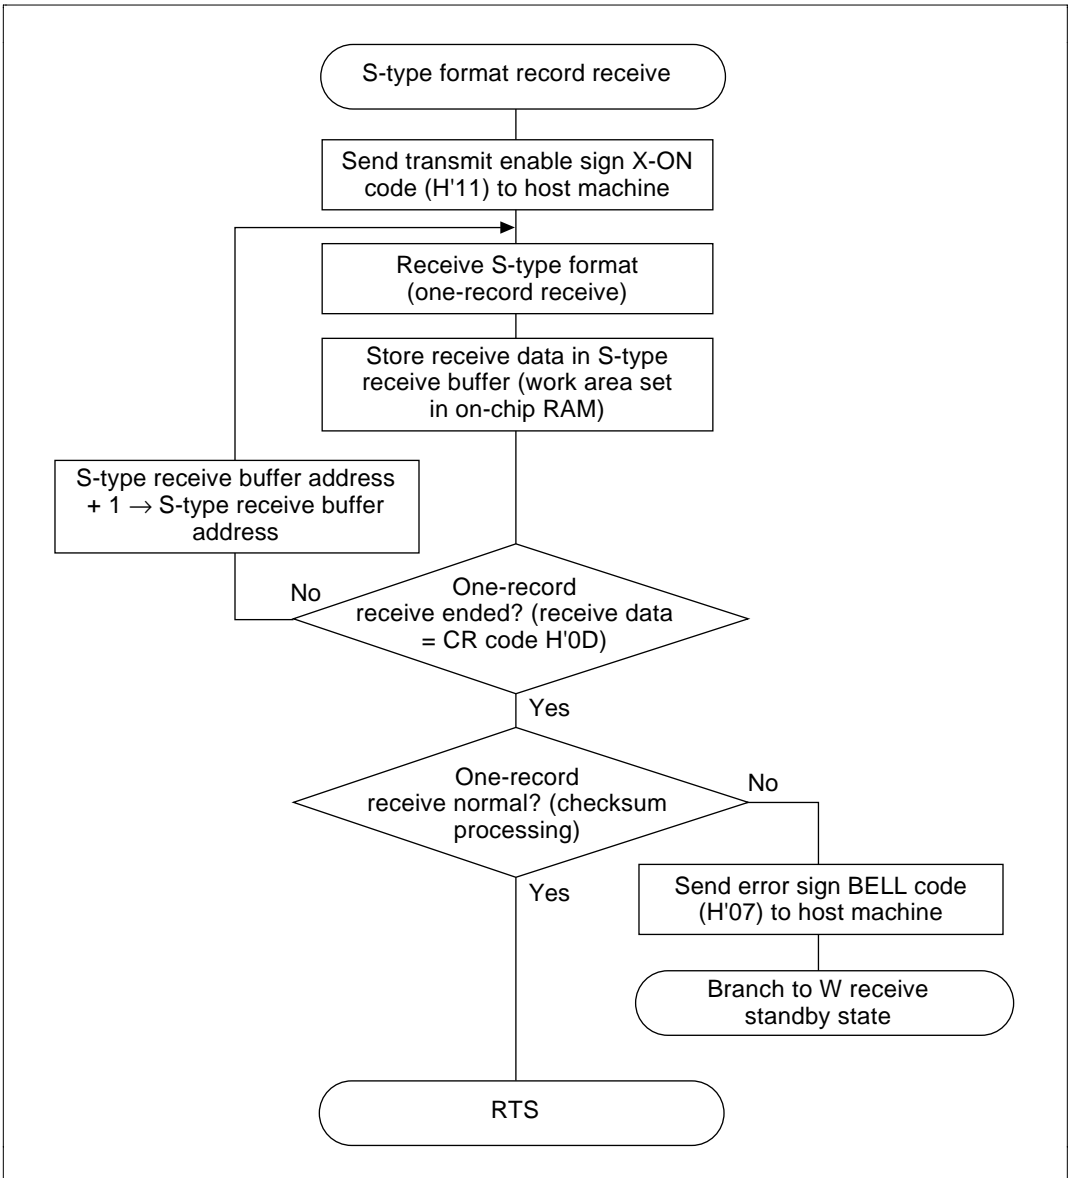 S-type format record receive
Send transmit enable sign X-ON
code (H'11) to host machine
Receive S-type format
(one-record receive)
Store receive data in S-type
receive buffer (work area set
in on-chip RAM)
S-type receive buffer address
+ 1 → S-type receive buffer
address
No
One-record
receive ended? (receive data
= CR code H'0D)
Yes
One-record
receive normal? (checksum
processing)
No
Yes
Send error sign BELL code
(H'07) to host machine
Branch to W receive
standby state
RTS